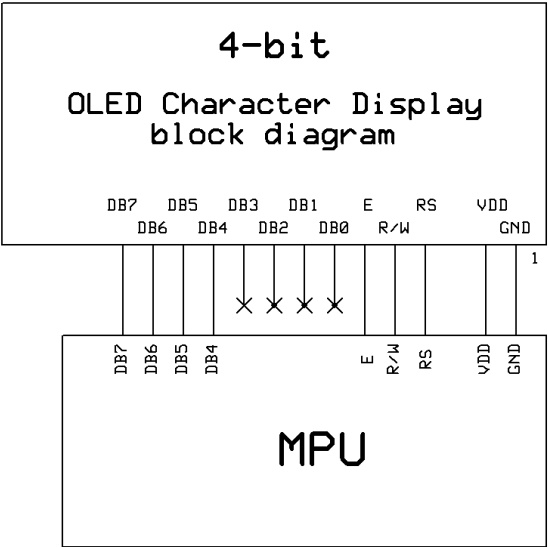 4-bit
OLED Character Display
block diagram
DB7 DB5 DB3 DB1 E RS VDD
DB6 DB4 DB2 DB0 R/W GND
1
DB7 DB6 DB5 DB4 E R/W RS VDD GND
MPU